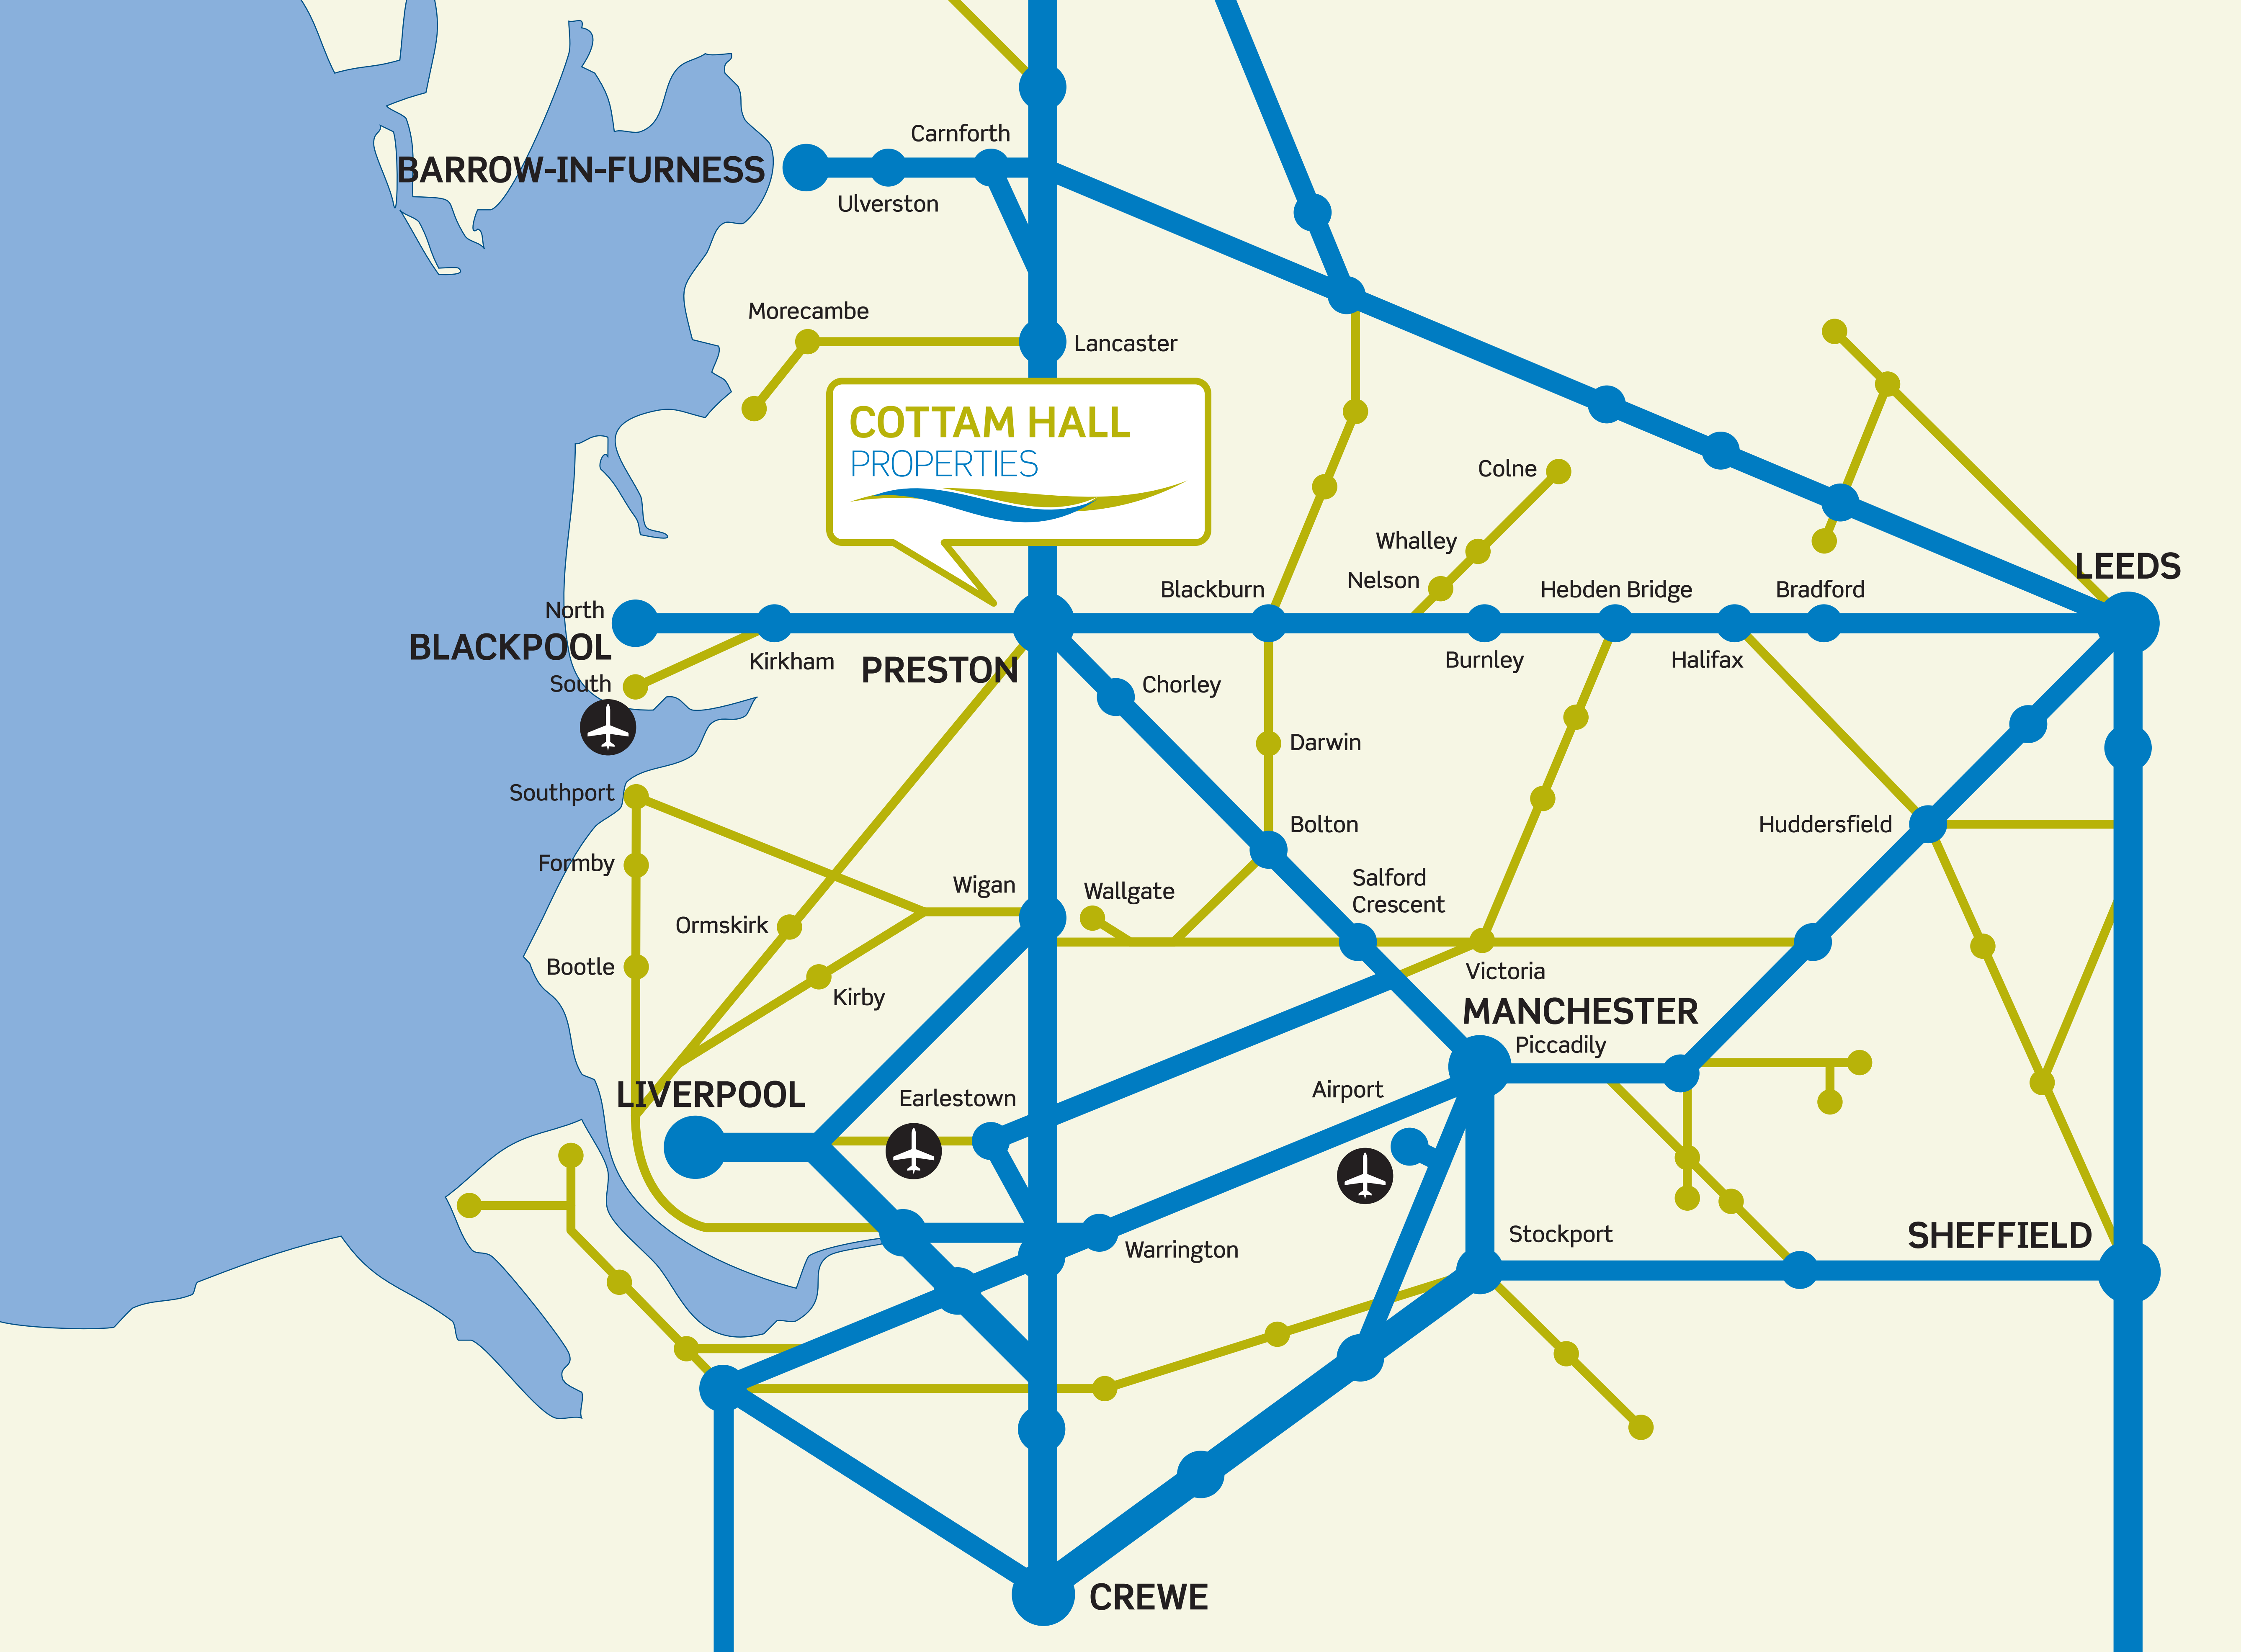 Carnforth
BARROW-IN-FURNESS
Ulverston
Morecambe
Lancaster
COTTAM HALL
PROPERTIES
Colne
Whalley
Nelson
LEEDS
Blackburn
Hebden Bridge
Bradford
North
BLACKPOOL
South
Kirkham
PRESTON
Burnley
Halifax
Chorley
Darwin
Southport
Bolton
Huddersfield
Formby
Wigan
Wallgate
Salford
Crescent
Ormskirk
Bootle
Kirby
Victoria
MANCHESTER
Piccadily
LIVERPOOL
Earlestown
Airport
Warrington
Stockport
SHEFFIELD
CREWE